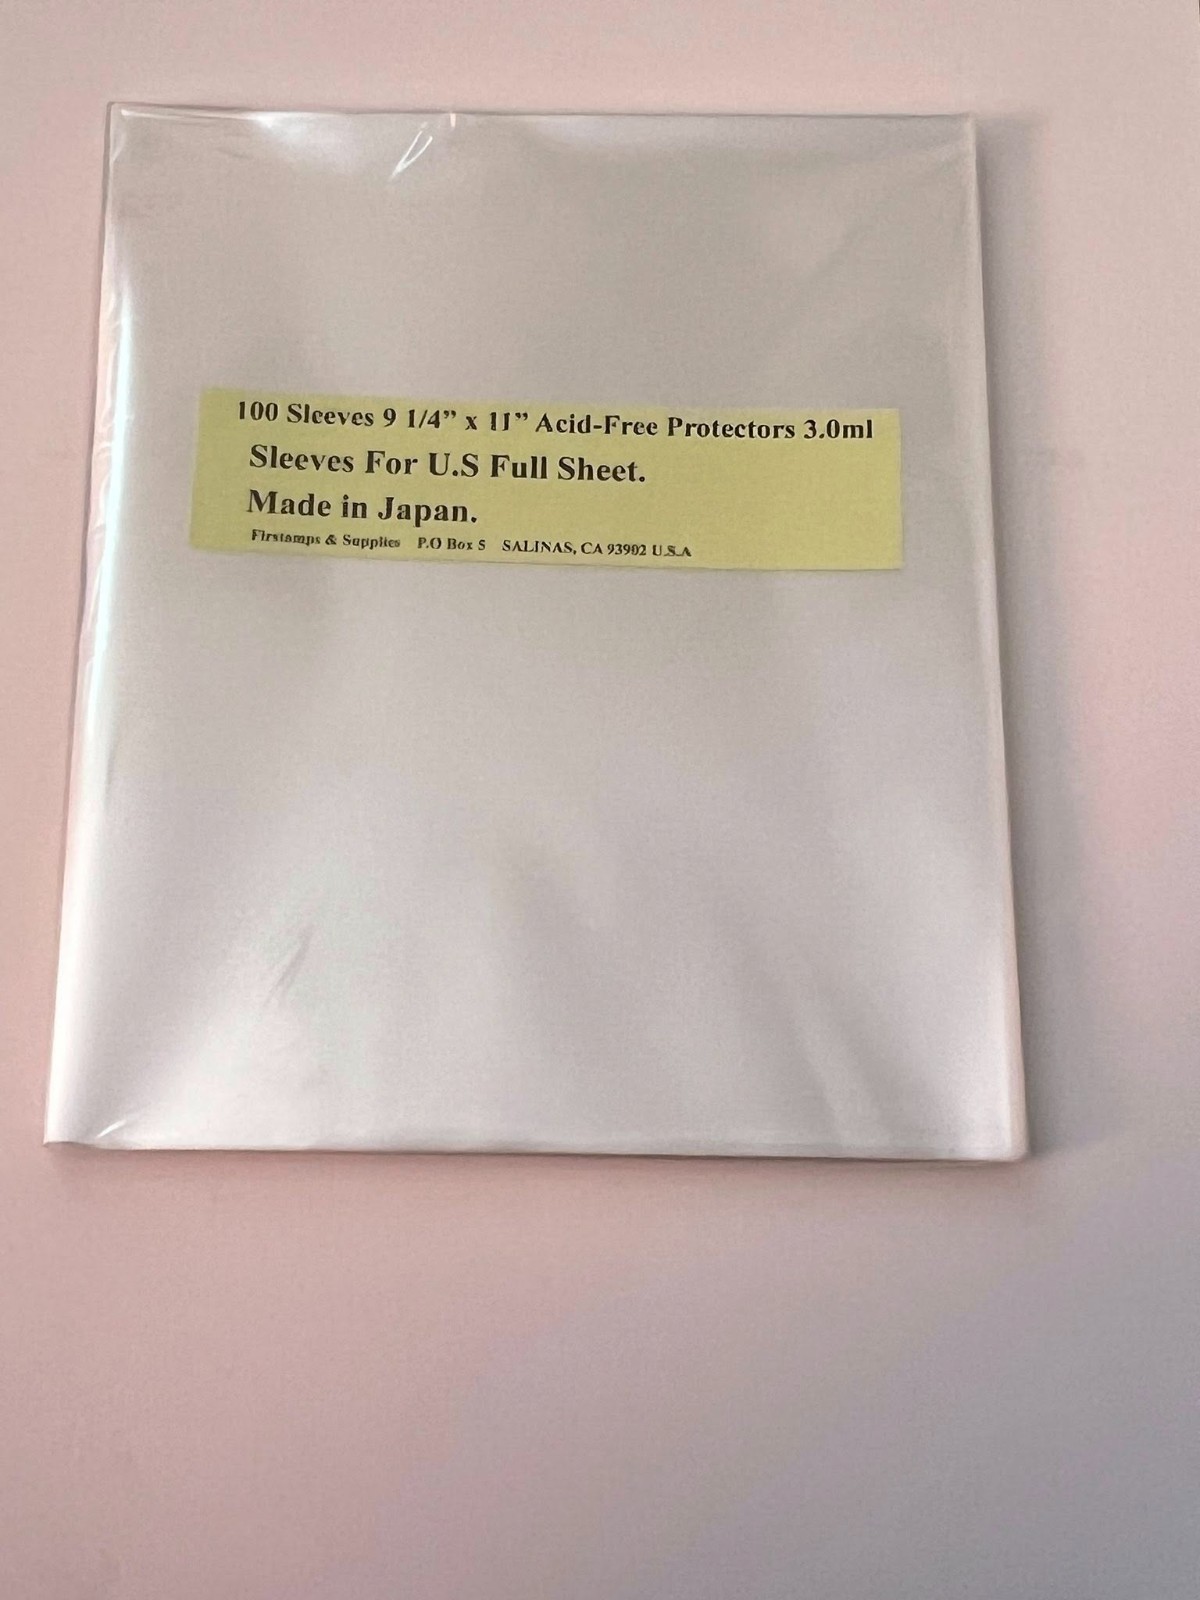 100 Sleeves 9 1/4” x 11” Acid-Free Protectors 3.0ml
Sleeves For U.S Full Sheet.
Made in Japan.
Firstamps & Supplies P.O Box 5 SALINAS, CA 93902 U.S.A